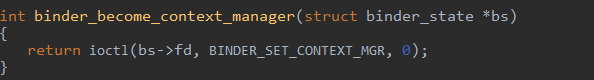 int binder_become_context_manager(struct binder_state *bs)
{
    return ioctl(bs->fd, BINDER_SET_CONTEXT_MGR, 0);
}